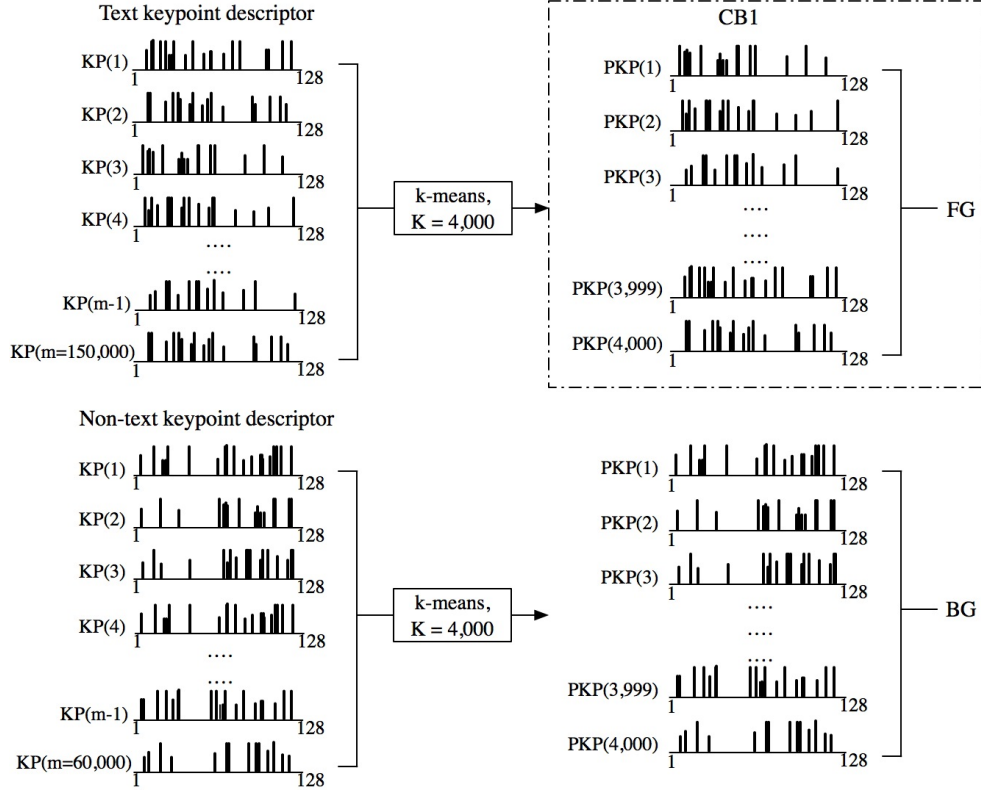 Text keypoint descriptor
KP(1)
1 128
KP(2)
1 128
KP(3)
1 128
KP(4)
1 128
....
....
KP(m-1)
1 128
KP(m=150,000)
1 128
k-means,
K = 4,000
CB1
PKP(1)
1 128
PKP(2)
1 128
PKP(3)
1 128
....
....
....
PKP(3,999)
1 128
PKP(4,000)
1 128
FG
Non-text keypoint descriptor
KP(1)
1 128
KP(2)
1 128
KP(3)
1 128
KP(4)
1 128
....
....
KP(m-1)
1 128
KP(m=60,000)
1 128
k-means,
K = 4,000
PKP(1)
1 128
PKP(2)
1 128
PKP(3)
1 128
....
....
....
PKP(3,999)
1 128
PKP(4,000)
1 128
BG